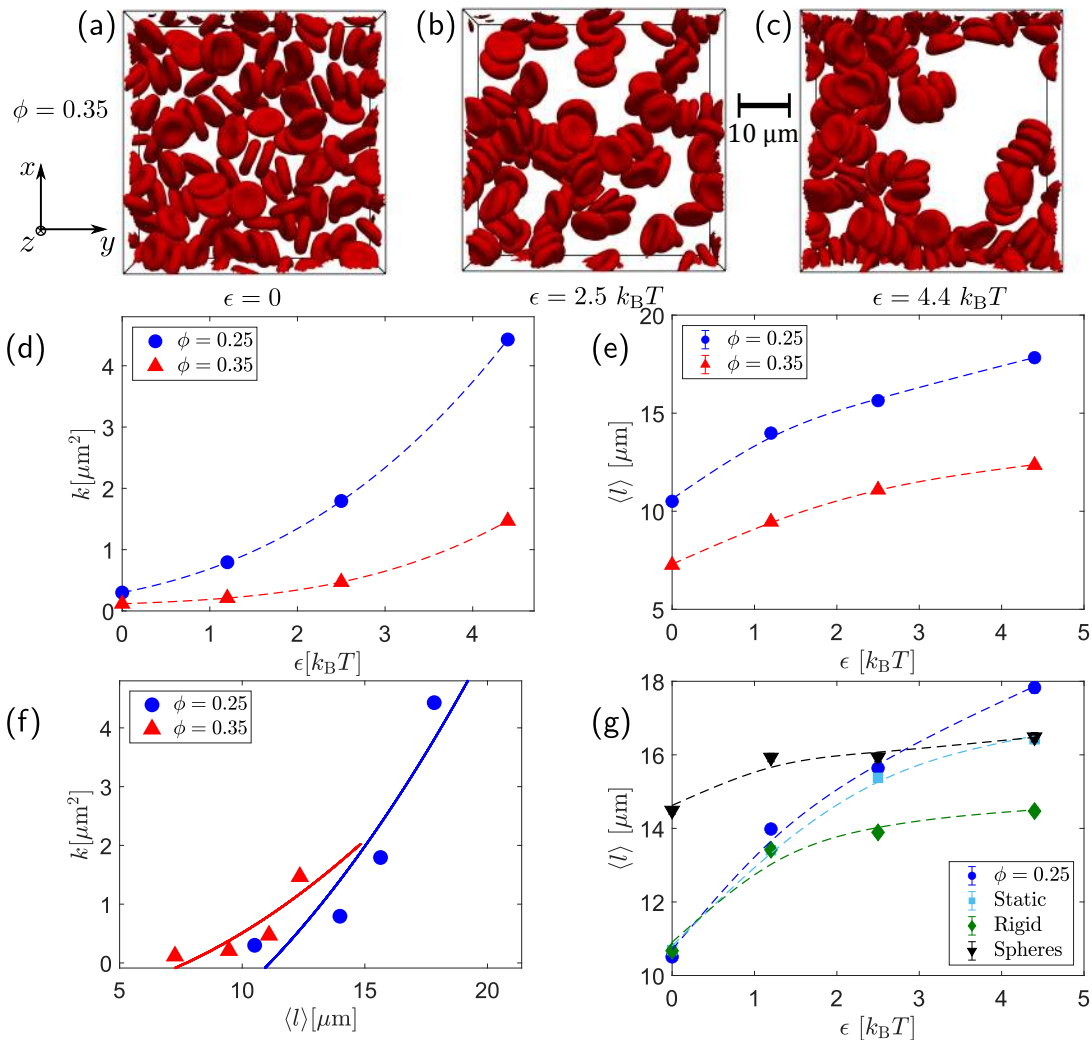 (a)
(b)
(c)
ϕ = 0.35
x
z
y
10 μm
ϵ = 0
ϵ = 2.5 k_BT
ϵ = 4.4 k_BT
(d)
ϕ = 0.25
ϕ = 0.35
k[μm²]
4
3
2
1
0
0 1 2 3 4
ϵ[k_BT]
(e)
ϕ = 0.25
ϕ = 0.35
⟨l⟩ [μm]
20
15
10
5
0 1 2 3 4 5
ϵ [k_BT]
(f)
ϕ = 0.25
ϕ = 0.35
k[μm²]
4
3
2
1
0
5 10 15 20
⟨l⟩[μm]
(g)
⟨l⟩ [μm]
18
16
14
12
10
ϕ = 0.25
Static
Rigid
Spheres
0 1 2 3 4 5
ϵ [k_BT]